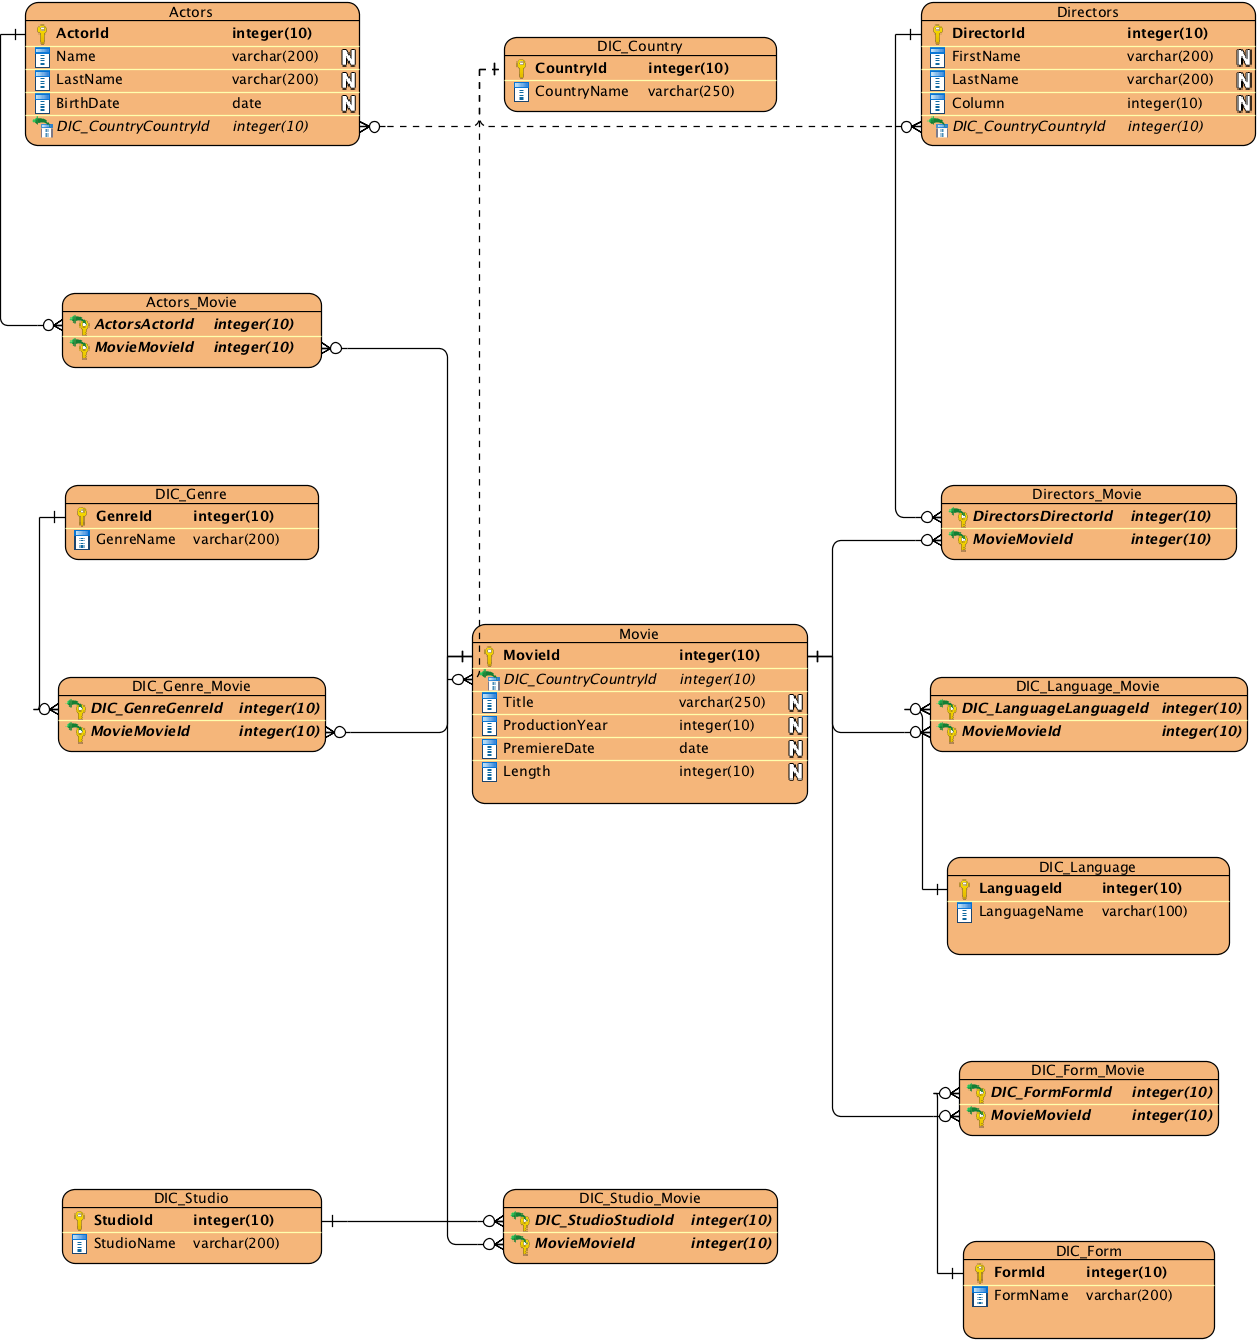 Actors
ActorId integer(10)
Name varchar(200) N
LastName varchar(200) N
BirthDate date N
DIC_CountryCountryId integer(10)
DIC_Country
CountryId integer(10)
CountryName varchar(250)
Directors
DirectorId integer(10)
FirstName varchar(200) N
LastName varchar(200) N
Column integer(10) N
DIC_CountryCountryId integer(10)
Actors_Movie
ActorsActorId integer(10)
MovieMovieId integer(10)
DIC_Genre
GenreId integer(10)
GenreName varchar(200)
Directors_Movie
DirectorsDirectorId integer(10)
MovieMovieId integer(10)
Movie
MovieId integer(10)
DIC_CountryCountryId integer(10)
Title varchar(250) N
ProductionYear integer(10) N
PremiereDate date N
Length integer(10) N
DIC_Genre_Movie
DIC_GenreGenreId integer(10)
MovieMovieId integer(10)
DIC_Language_Movie
DIC_LanguageLanguageId integer(10)
MovieMovieId integer(10)
DIC_Language
LanguageId integer(10)
LanguageName varchar(100)
DIC_Form_Movie
DIC_FormFormId integer(10)
MovieMovieId integer(10)
DIC_Studio
StudioId integer(10)
StudioName varchar(200)
DIC_Studio_Movie
DIC_StudioStudioId integer(10)
MovieMovieId integer(10)
DIC_Form
FormId integer(10)
FormName varchar(200)